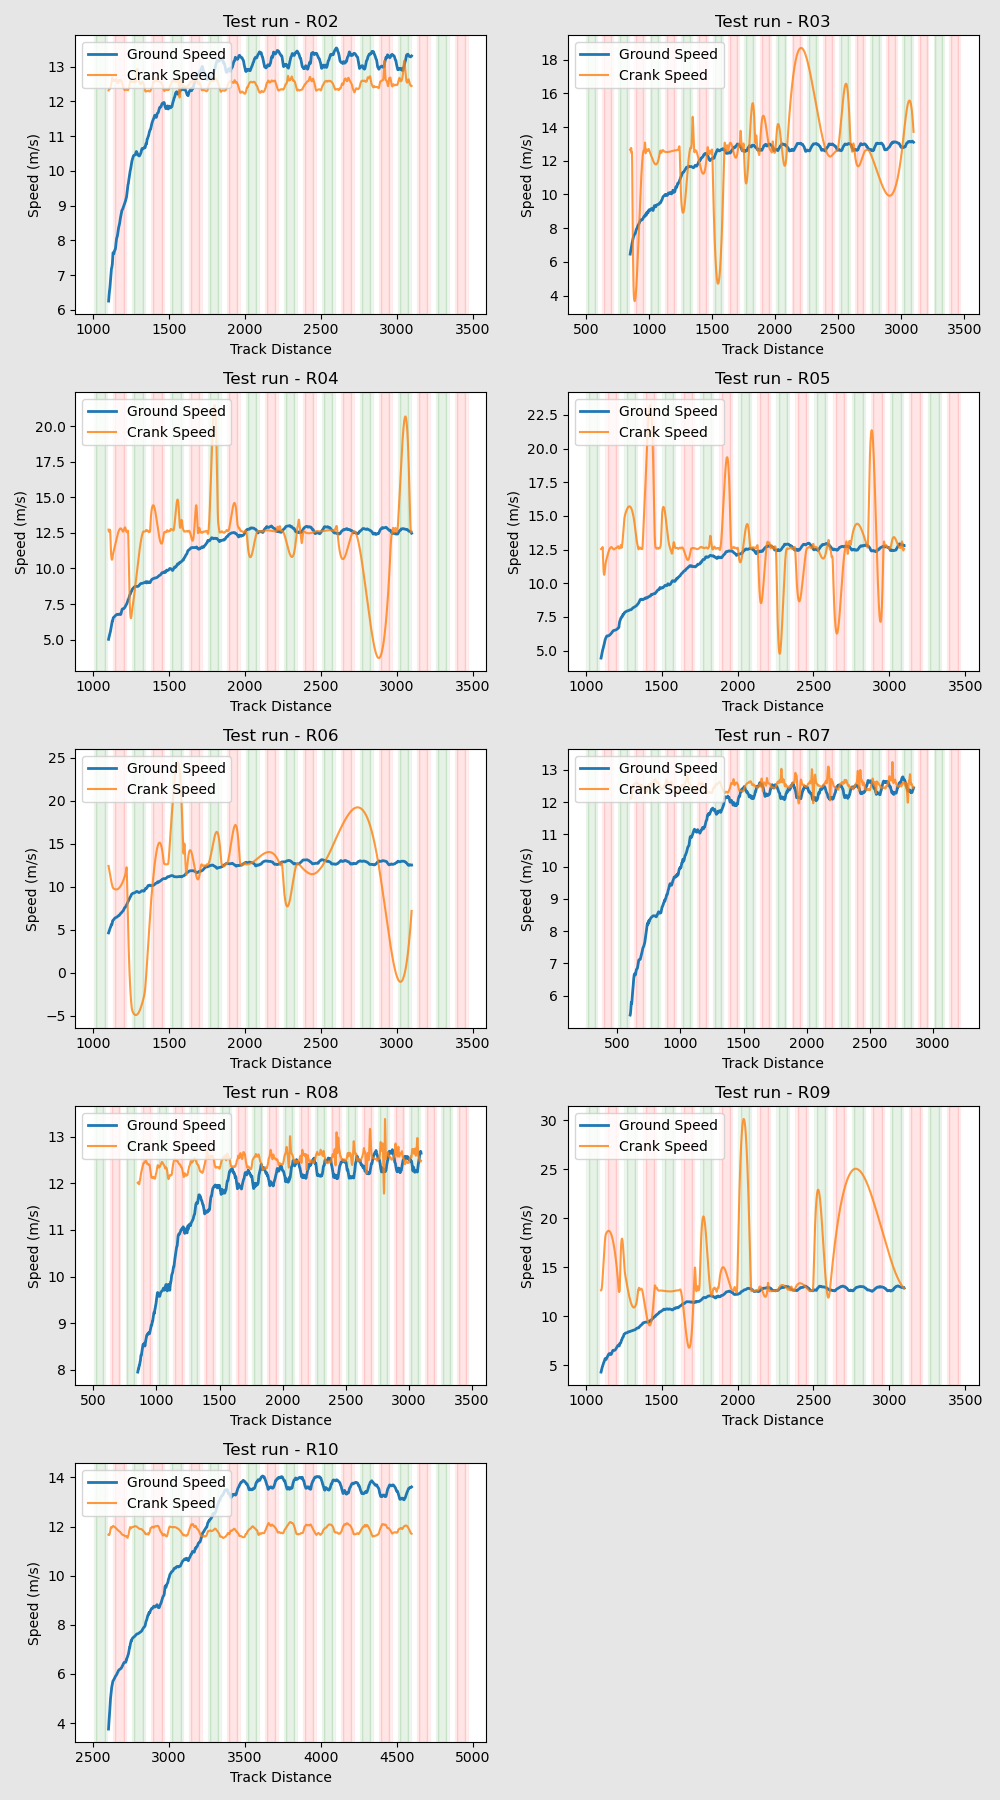 Test run - R02
Ground Speed
Crank Speed
Speed (m/s)
13
12
11
10
9
8
7
6
1000 1500 2000 2500 3000 3500
Track Distance
Test run - R03
Ground Speed
Crank Speed
Speed (m/s)
18
16
14
12
10
8
6
4
500 1000 1500 2000 2500 3000 3500
Track Distance
Test run - R04
Ground Speed
Crank Speed
Speed (m/s)
20.0
17.5
15.0
12.5
10.0
7.5
5.0
1000 1500 2000 2500 3000 3500
Track Distance
Test run - R05
Ground Speed
Crank Speed
Speed (m/s)
22.5
20.0
17.5
15.0
12.5
10.0
7.5
5.0
1000 1500 2000 2500 3000 3500
Track Distance
Test run - R06
Ground Speed
Crank Speed
Speed (m/s)
25
20
15
10
5
0
−5
1000 1500 2000 2500 3000 3500
Track Distance
Test run - R07
Ground Speed
Crank Speed
Speed (m/s)
13
12
11
10
9
8
7
6
500 1000 1500 2000 2500 3000
Track Distance
Test run - R08
Ground Speed
Crank Speed
Speed (m/s)
13
12
11
10
9
8
500 1000 1500 2000 2500 3000 3500
Track Distance
Test run - R09
Ground Speed
Crank Speed
Speed (m/s)
30
25
20
15
10
5
1000 1500 2000 2500 3000 3500
Track Distance
Test run - R10
Ground Speed
Crank Speed
Speed (m/s)
14
12
10
8
6
4
2500 3000 3500 4000 4500 5000
Track Distance